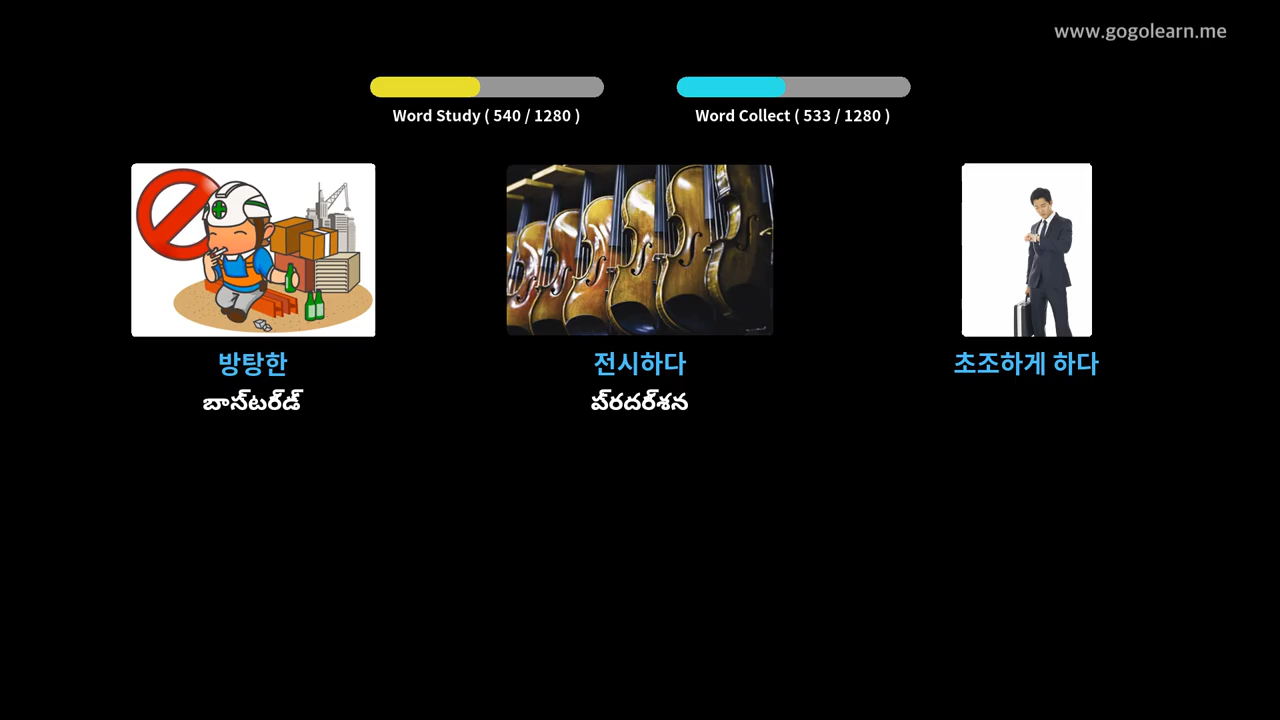 www.gogolearn.me
Word Study ( 540 / 1280 )
Word Collect ( 533 / 1280 )
방탕한
전시하다
초조하게 하다
బాస్‌టర్‌డ్
ప్‌రదర్‌శన